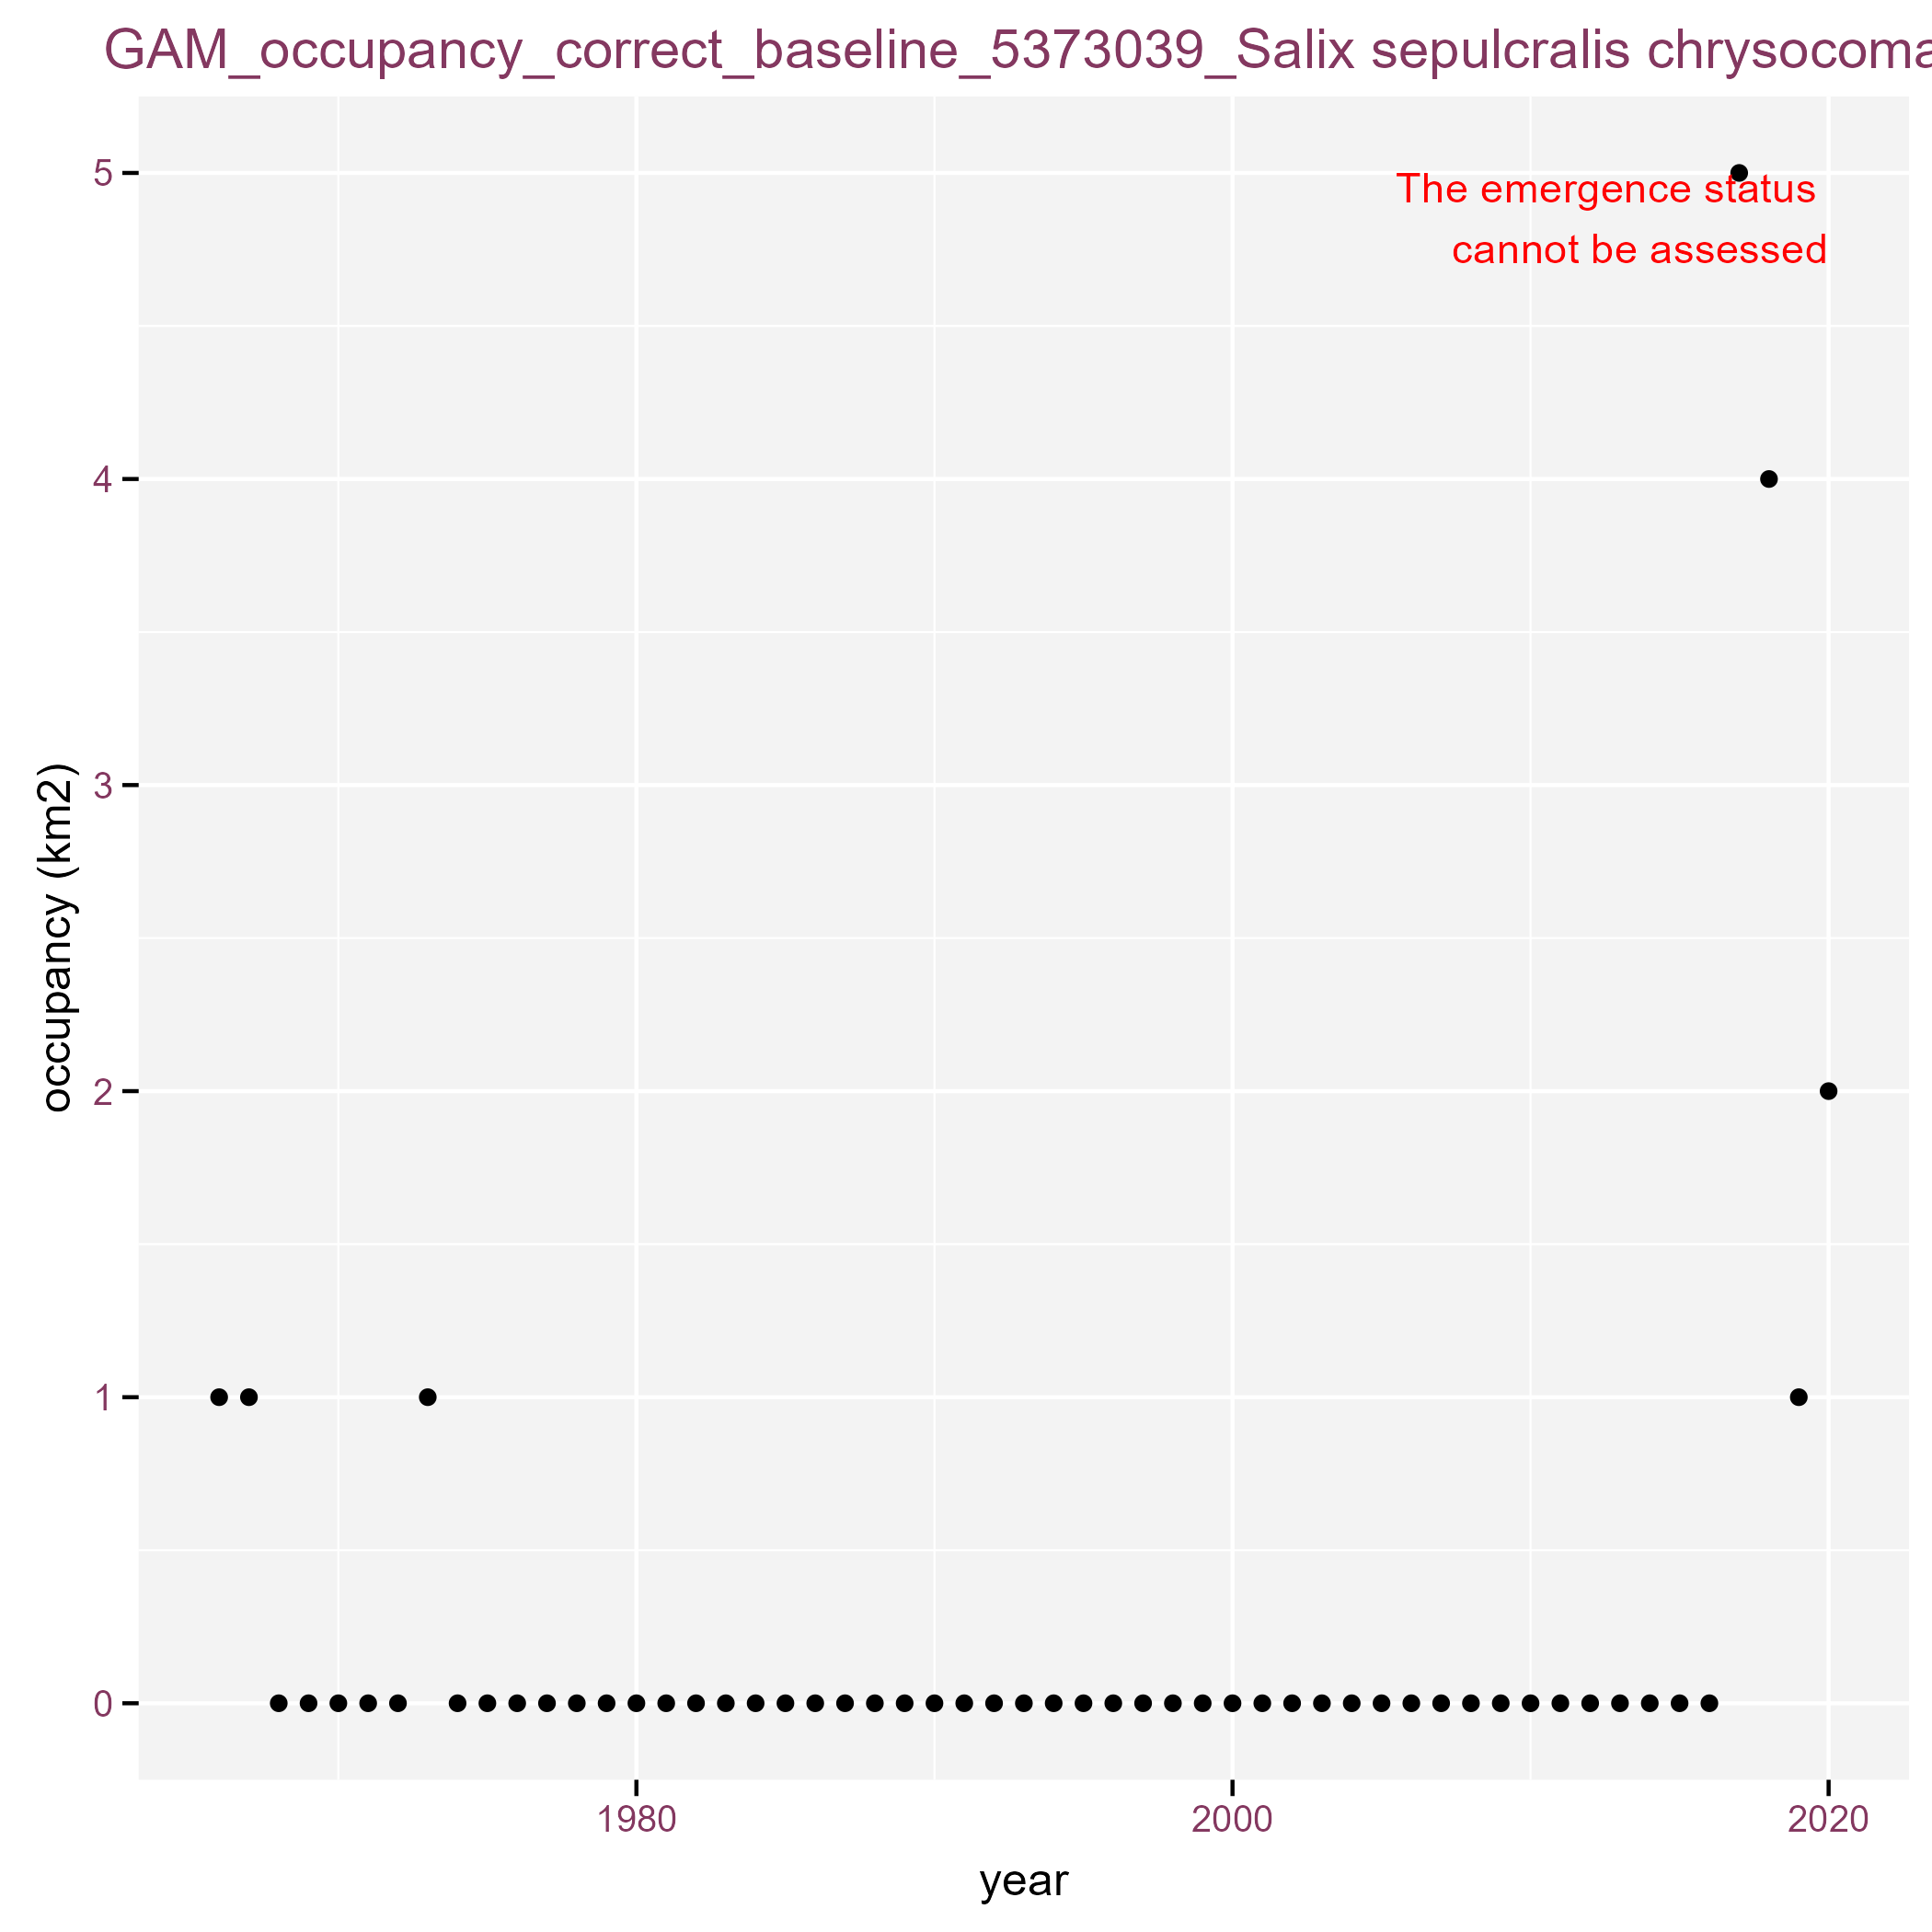 GAM_occupancy_correct_baseline_5373039_Salix sepulcralis chrysocoma
5
The emergence status
cannot be assessed
4
3
occupancy (km2)
2
1
0
1980 2000 2020
year